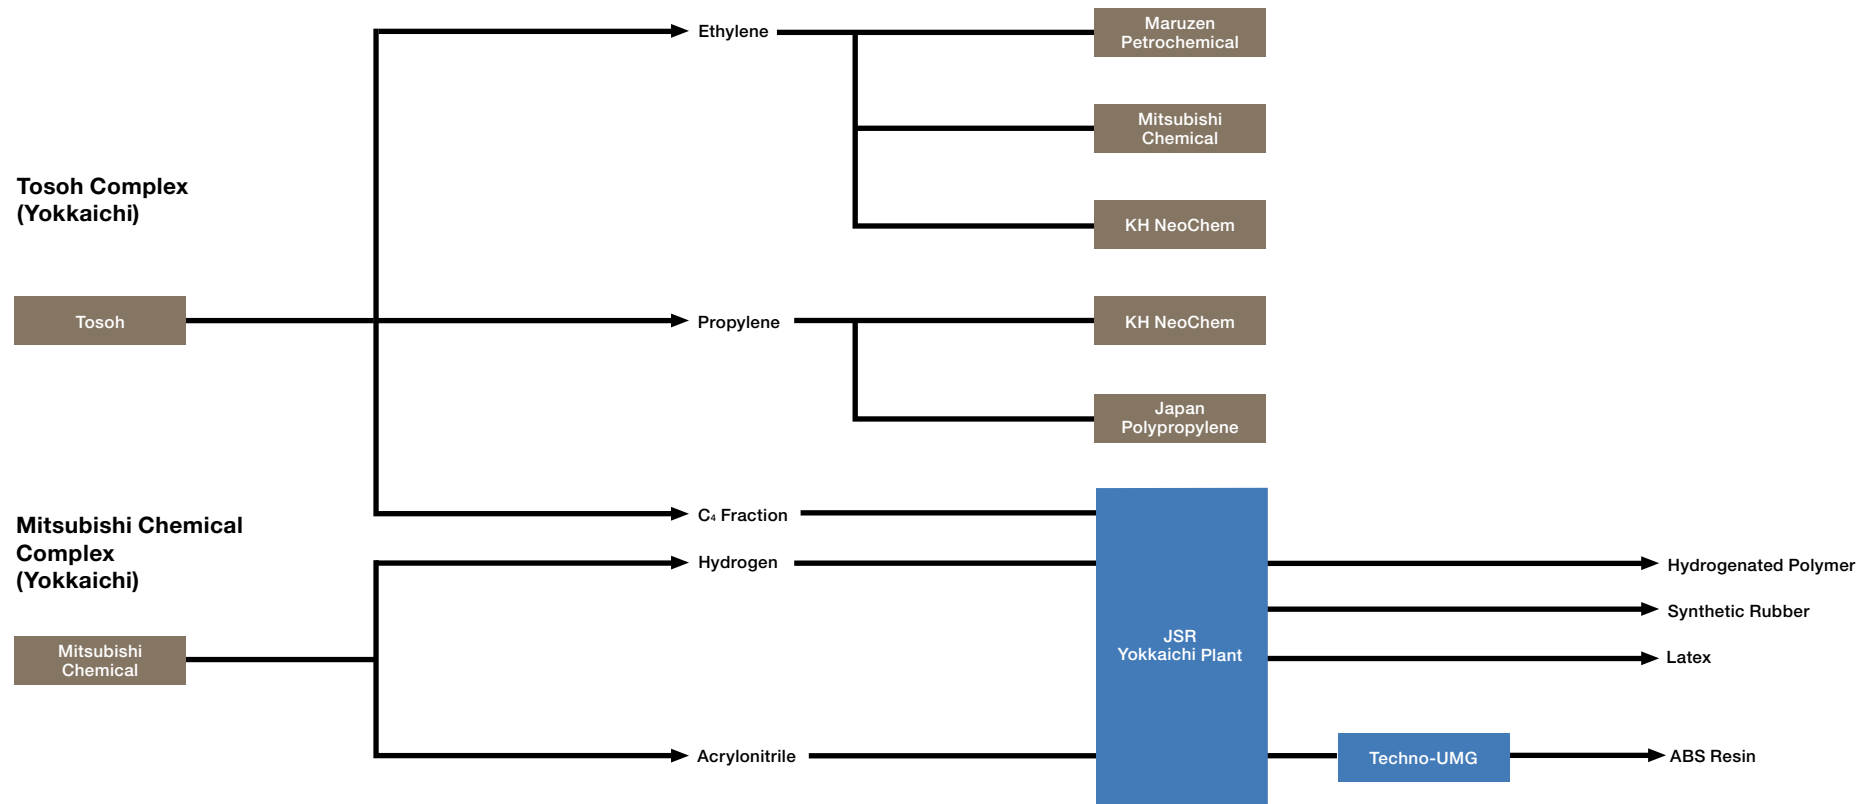 Ethylene
Maruzen
Petrochemical
Mitsubishi
Chemical
Tosoh Complex
(Yokkaichi)
KH NeoChem
Tosoh
Propylene
KH NeoChem
Japan
Polypropylene
C₄ Fraction
Mitsubishi Chemical
Complex
(Yokkaichi)
Hydrogen
Hydrogenated Polymer
Synthetic Rubber
Mitsubishi
Chemical
JSR
Yokkaichi Plant
Latex
Acrylonitrile
Techno-UMG
ABS Resin